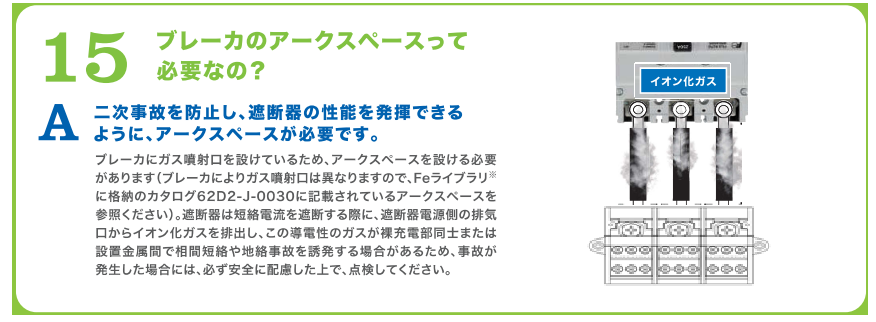 15
ブレーカのアークスペースって
必要なの？
A
二次事故を防止し、遮断器の性能を発揮できる
ように、アークスペースが必要です。
ブレーカにガス噴射口を設けているため、アークスペースを設ける必要
があります(ブレーカによりガス噴射口は異なりますので、Feライブラリ※
に格納のカタログ62D2-J-0030に記載されているアークスペースを
参照ください)。遮断器は短絡電流を遮断する際に、遮断器電源側の排気
口からイオン化ガスを排出し、この導電性のガスが裸充電部同士または
設置金属間で相間短絡や地絡事故を誘発する場合があるため、事故が
発生した場合には、必ず安全に配慮した上で、点検してください。
イオン化ガス